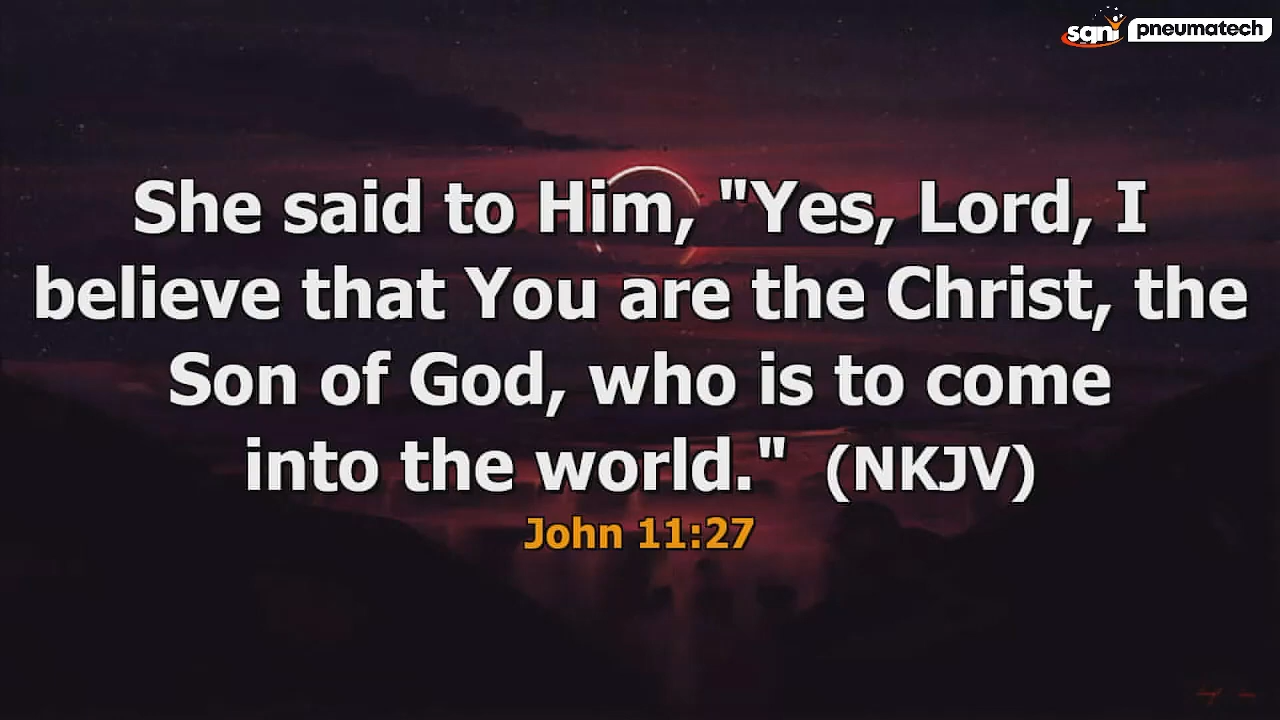 sqni pneumatech
She said to Him, "Yes, Lord, I
believe that You are the Christ, the
Son of God, who is to come
into the world." (NKJV)
John 11:27